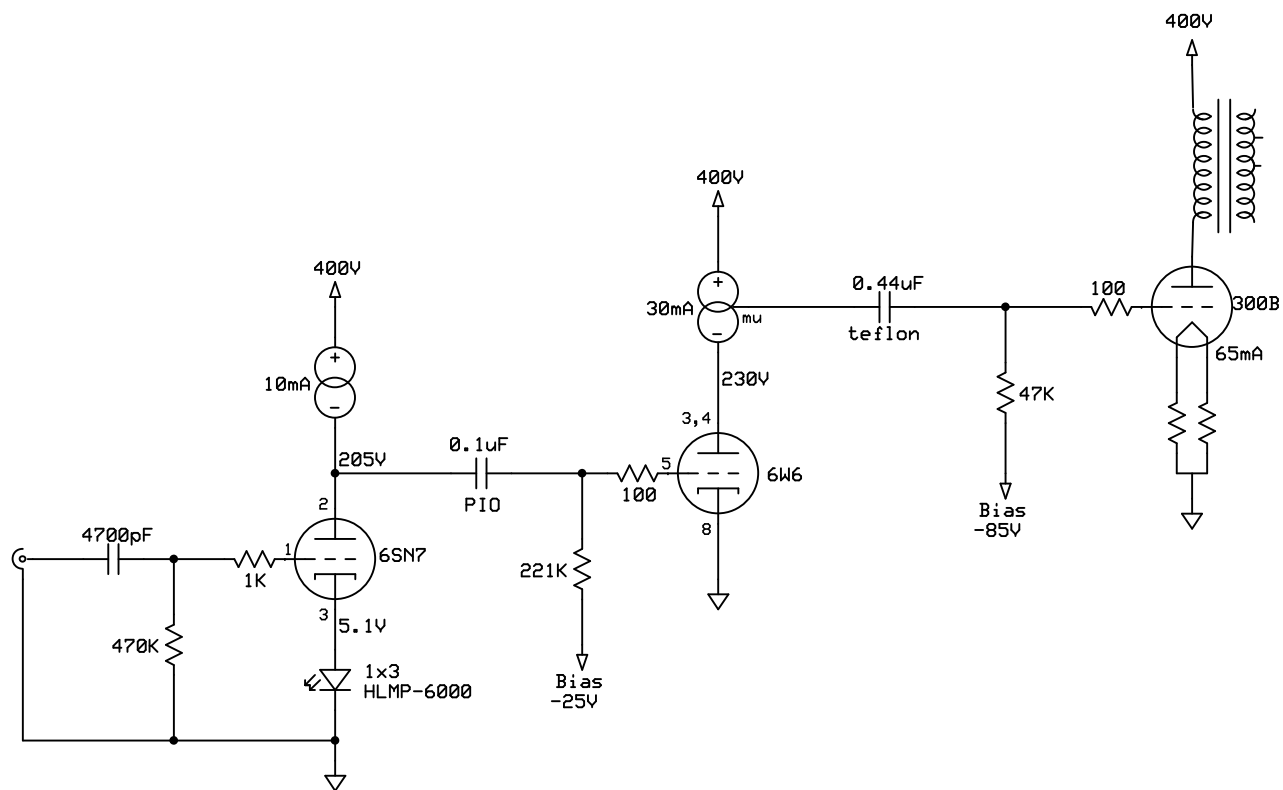 400V
400V
0.44uF
100
300B
30mA
mu
teflon
400V
65mA
10mA
230V
47K
3,4
0.1uF
205V
5
6W6
100
2
PIO
8
Bias
-85V
4700pF
1
6SN7
1K
221K
3
5.1V
470K
1x3
HLMP-6000
Bias
-25V
+
-
+
-